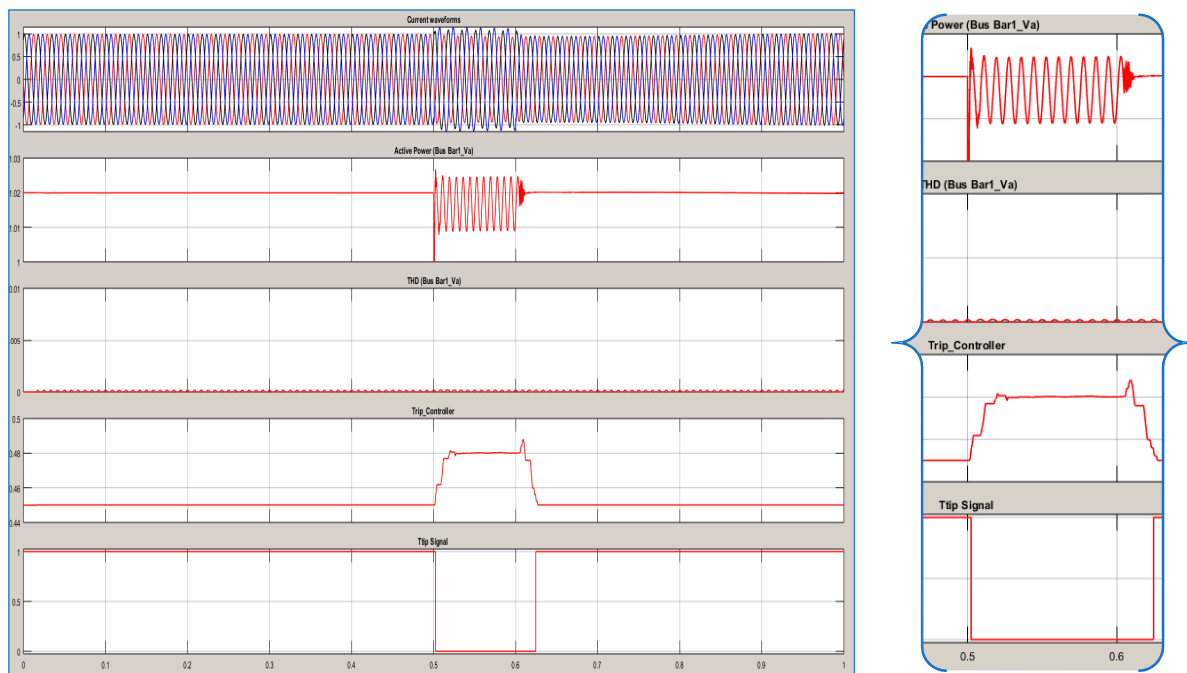 Current waveforms
1
0.5
0
-0.5
-1
Active Power (Bus Bar1_Va)
1.03
1.02
1.01
1
THD (Bus Bar1_Va)
0.01
005
0
Trip_Controller
0.5
0.48
0.46
0.44
Ttip Signal
1
0.5
0
0 0.1 0.2 0.3 0.4 0.5 0.6 0.7 0.8 0.9 1
Power (Bus Bar1_Va)
THD (Bus Bar1_Va)
Trip_Controller
Ttip Signal
0.5 0.6